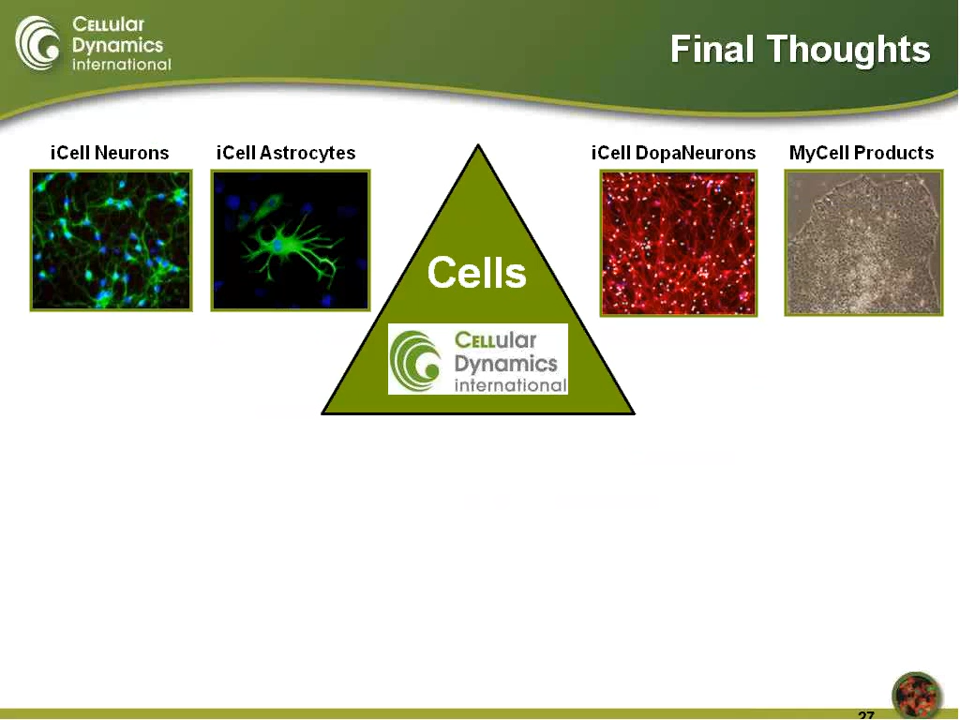 CELLular
Dynamics
international
Final Thoughts
iCell Neurons
iCell Astrocytes
iCell DopaNeurons
MyCell Products
Cells
CELLular
Dynamics
international
27